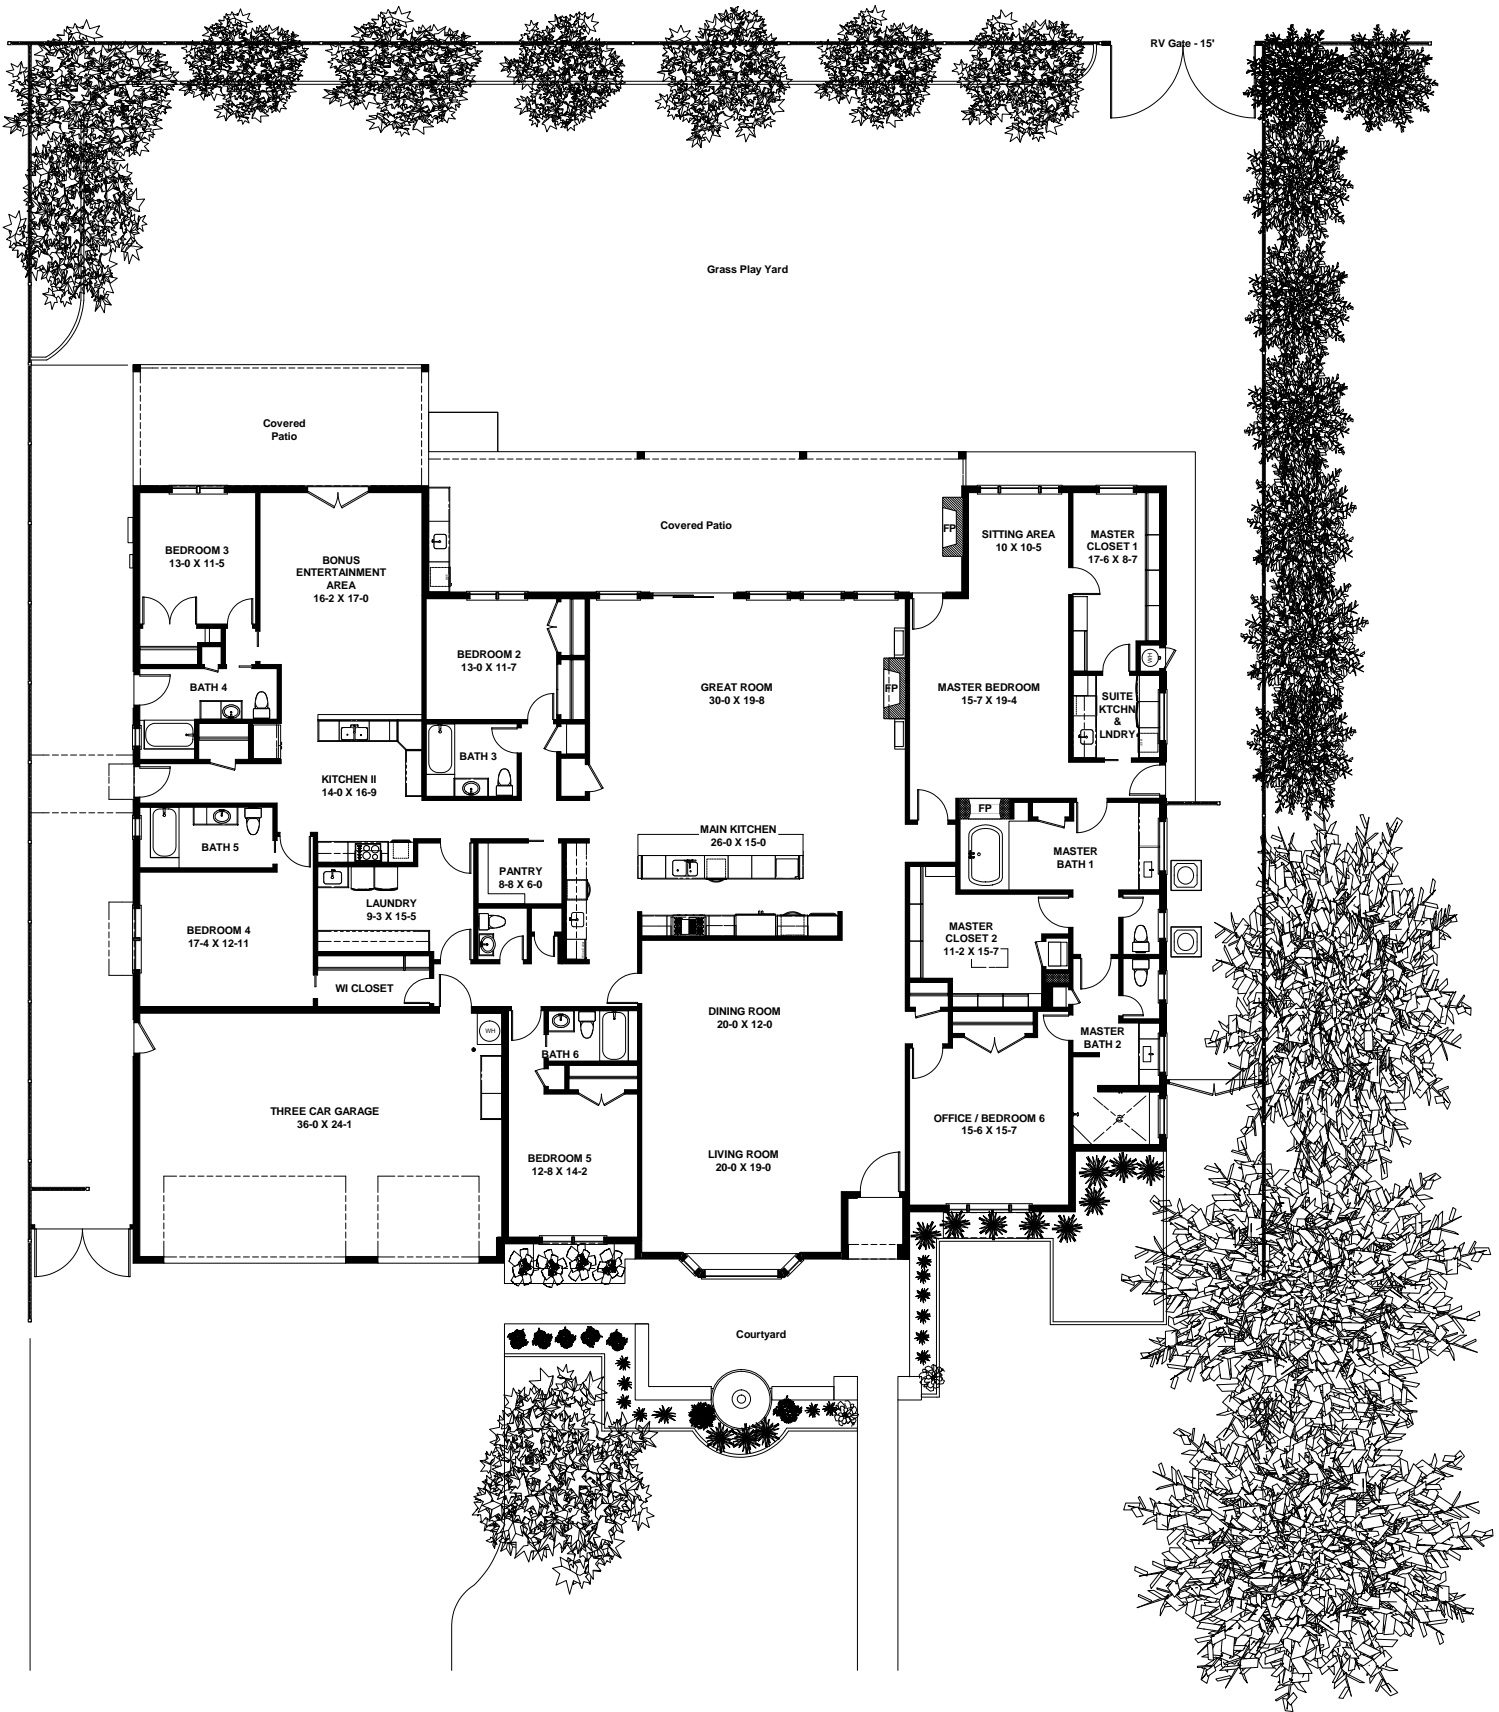 RV Gate - 15'
Grass Play Yard
Covered
Patio
Covered Patio
FP
BEDROOM 3
13-0 X 11-5
BONUS
ENTERTAINMENT
AREA
16-2 X 17-0
SITTING AREA
10 X 10-5
MASTER
CLOSET 1
17-6 X 8-7
BEDROOM 2
13-0 X 11-7
GREAT ROOM
30-0 X 19-8
FP
MASTER BEDROOM
15-7 X 19-4
WH
SUITE
KTCHN
&
LNDRY
BATH 4
BATH 3
KITCHEN II
14-0 X 16-9
FP
BATH 5
MAIN KITCHEN
26-0 X 15-0
MASTER
BATH 1
PANTRY
8-8 X 6-0
LAUNDRY
9-3 X 15-5
BEDROOM 4
17-4 X 12-11
MASTER
CLOSET 2
11-2 X 15-7
WI CLOSET
WH
DINING ROOM
20-0 X 12-0
MASTER
BATH 2
BATH 6
THREE CAR GARAGE
36-0 X 24-1
OFFICE / BEDROOM 6
15-6 X 15-7
BEDROOM 5
12-8 X 14-2
LIVING ROOM
20-0 X 19-0
Courtyard